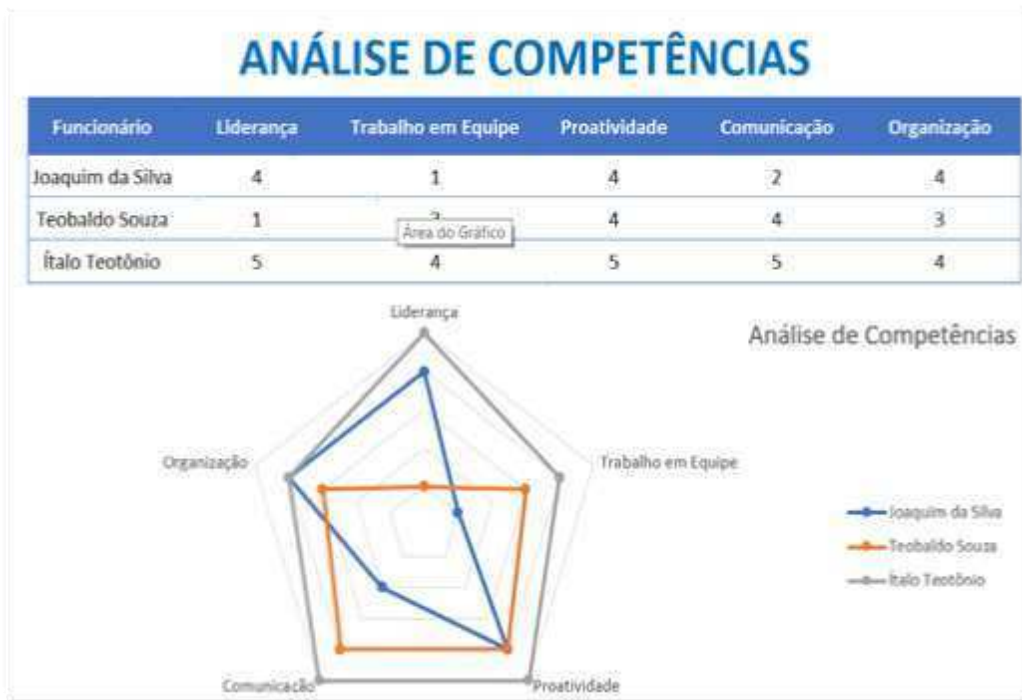 ANÁLISE DE COMPETÊNCIAS
Funcionário Liderança Trabalho em Equipe Proatividade Comunicação Organização
Joaquim da Silva 4 1 4 2 4
Teobaldo Souza 1 4 4 3
Área do Gráfico
Ítalo Teotônio 5 4 5 5 4
Liderança
Análise de Competências
Organização
Trabalho em Equipe
Joaquim da Silva
Teobaldo Souza
Ítalo Teotônio
Comunicação
Proatividade